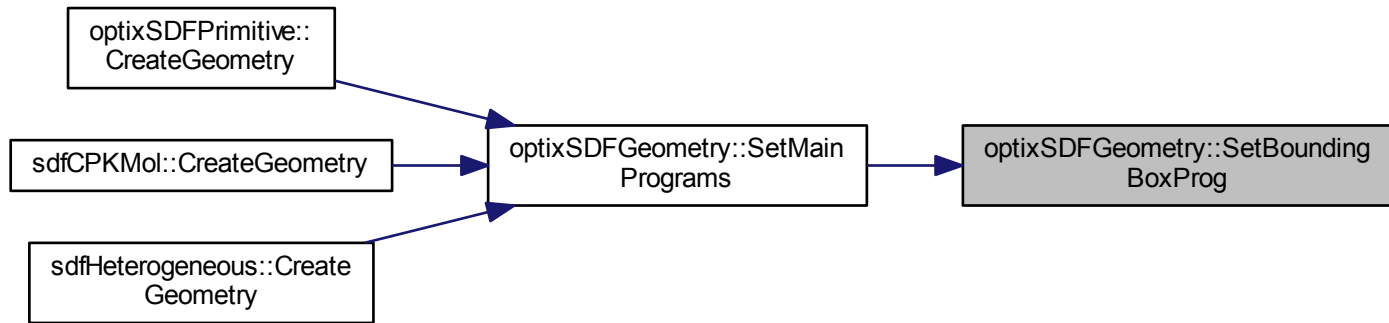 optixSDFPrimitive::
CreateGeometry
sdfCPKMol::CreateGeometry
sdfHeterogeneous::Create
Geometry
optixSDFGeometry::SetMain
Programs
optixSDFGeometry::SetBounding
BoxProg